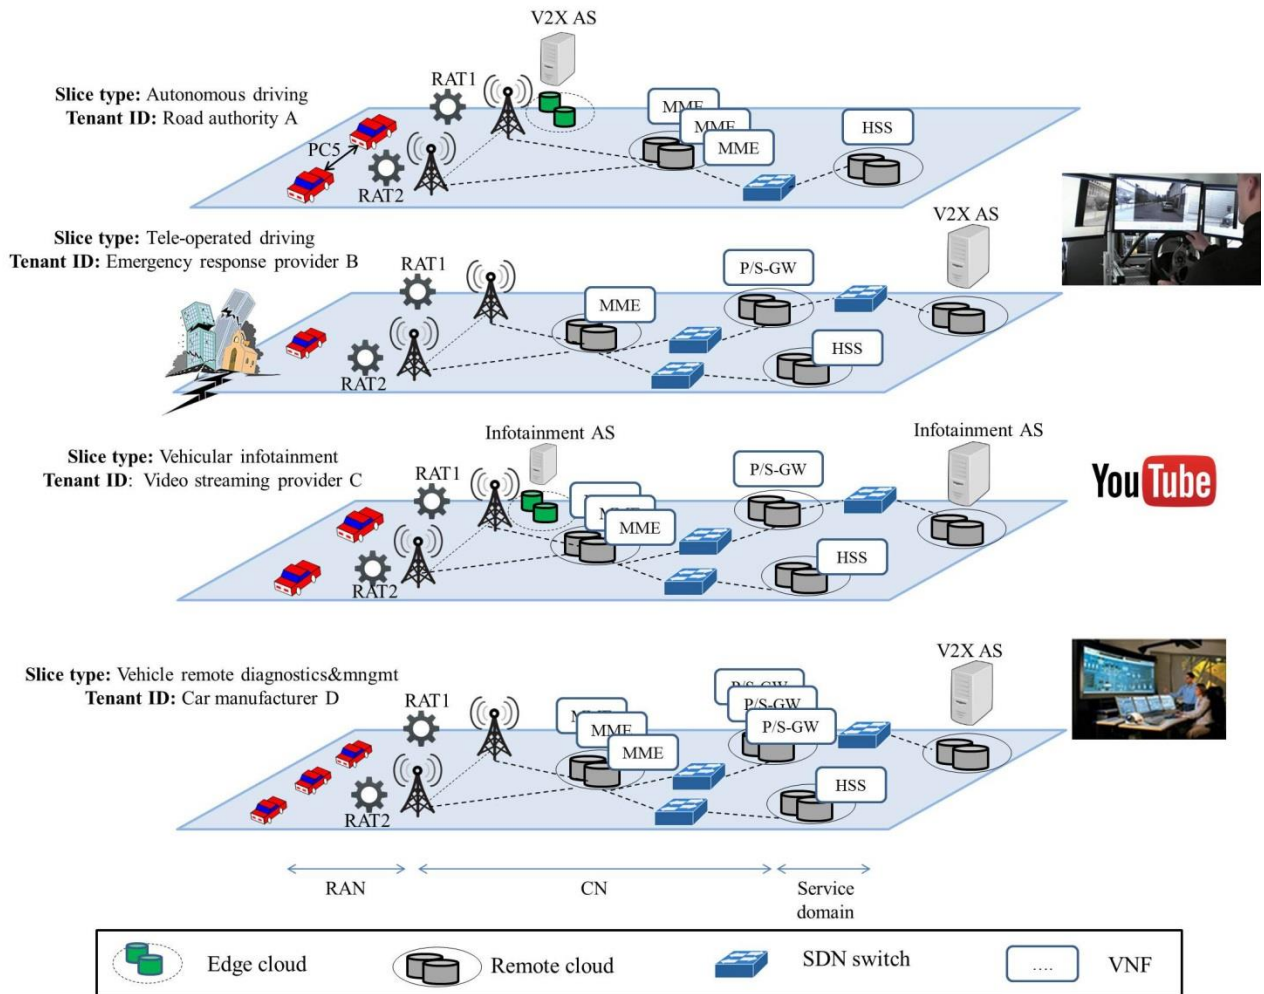 V2X AS
RAT1
Slice type: Autonomous driving
Tenant ID: Road authority A
MME
MME
MME
HSS
PC5
RAT2
V2X AS
Slice type: Tele-operated driving
Tenant ID: Emergency response provider B
RAT1
P/S-GW
MME
HSS
RAT2
Infotainment AS
Infotainment AS
Slice type: Vehicular infotainment
Tenant ID: Video streaming provider C
RAT1
P/S-GW
YouTube
MME
MME
HSS
RAT2
V2X AS
Slice type: Vehicle remote diagnostics&mngmt
Tenant ID: Car manufacturer D
RAT1
P/S-GW
P/S-GW
P/S-GW
MME
MME
MME
HSS
RAT2
RAN
CN
Service
domain
Edge cloud
Remote cloud
SDN switch
....
VNF